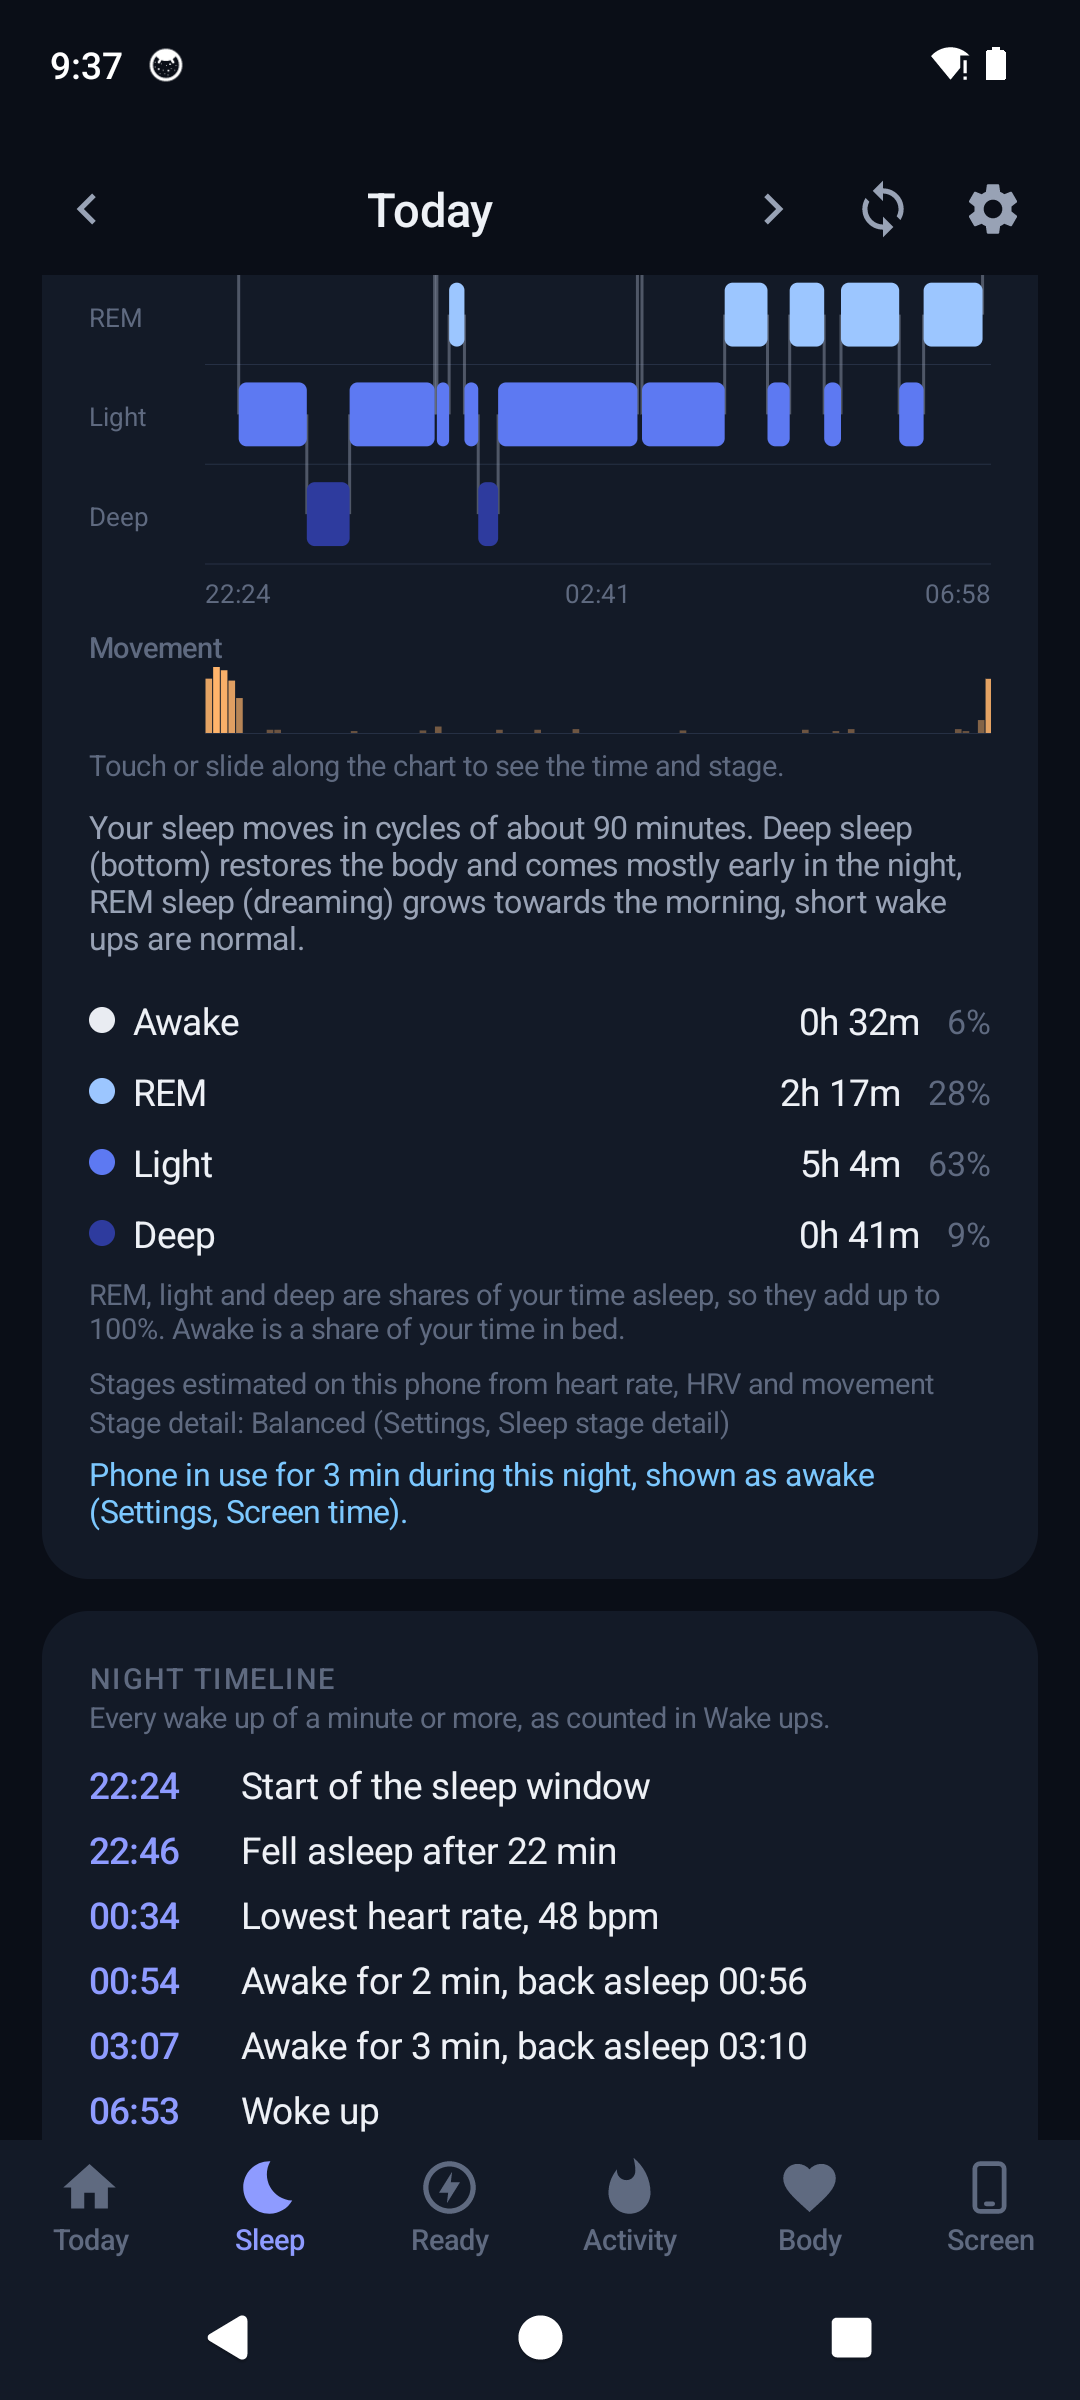 9:37
Today
REM
Light
Deep
22:24 02:41 06:58
Movement
Touch or slide along the chart to see the time and stage.
Your sleep moves in cycles of about 90 minutes. Deep sleep
(bottom) restores the body and comes mostly early in the night,
REM sleep (dreaming) grows towards the morning, short wake
ups are normal.
Awake 0h 32m 6%
REM 2h 17m 28%
Light 5h 4m 63%
Deep 0h 41m 9%
REM, light and deep are shares of your time asleep, so they add up to
100%. Awake is a share of your time in bed.
Stages estimated on this phone from heart rate, HRV and movement
Stage detail: Balanced (Settings, Sleep stage detail)
Phone in use for 3 min during this night, shown as awake
(Settings, Screen time).
NIGHT TIMELINE
Every wake up of a minute or more, as counted in Wake ups.
22:24 Start of the sleep window
22:46 Fell asleep after 22 min
00:34 Lowest heart rate, 48 bpm
00:54 Awake for 2 min, back asleep 00:56
03:07 Awake for 3 min, back asleep 03:10
06:53 Woke up
Today Sleep Ready Activity Body Screen